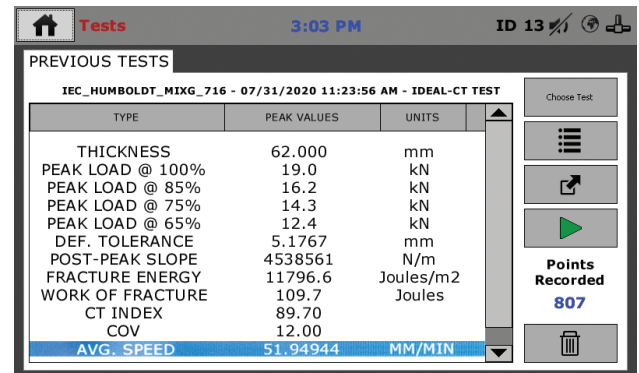 Tests 3:03 PM ID 13
PREVIOUS TESTS
IEC_HUMBOLDT_MIXG_716 - 07/31/2020 11:23:56 AM - IDEAL-CT TEST
Choose Test
TYPE PEAK VALUES UNITS
THICKNESS 62.000 mm
PEAK LOAD @ 100% 19.0 kN
PEAK LOAD @ 85% 16.2 kN
PEAK LOAD @ 75% 14.3 kN
PEAK LOAD @ 65% 12.4 kN
DEF. TOLERANCE 5.1767 mm
POST-PEAK SLOPE 4538561 N/m
FRACTURE ENERGY 11796.6 Joules/m2
WORK OF FRACTURE 109.7 Joules
CT INDEX 89.70
COV 12.00
AVG. SPEED 51.94944 MM/MIN
Points
Recorded
807